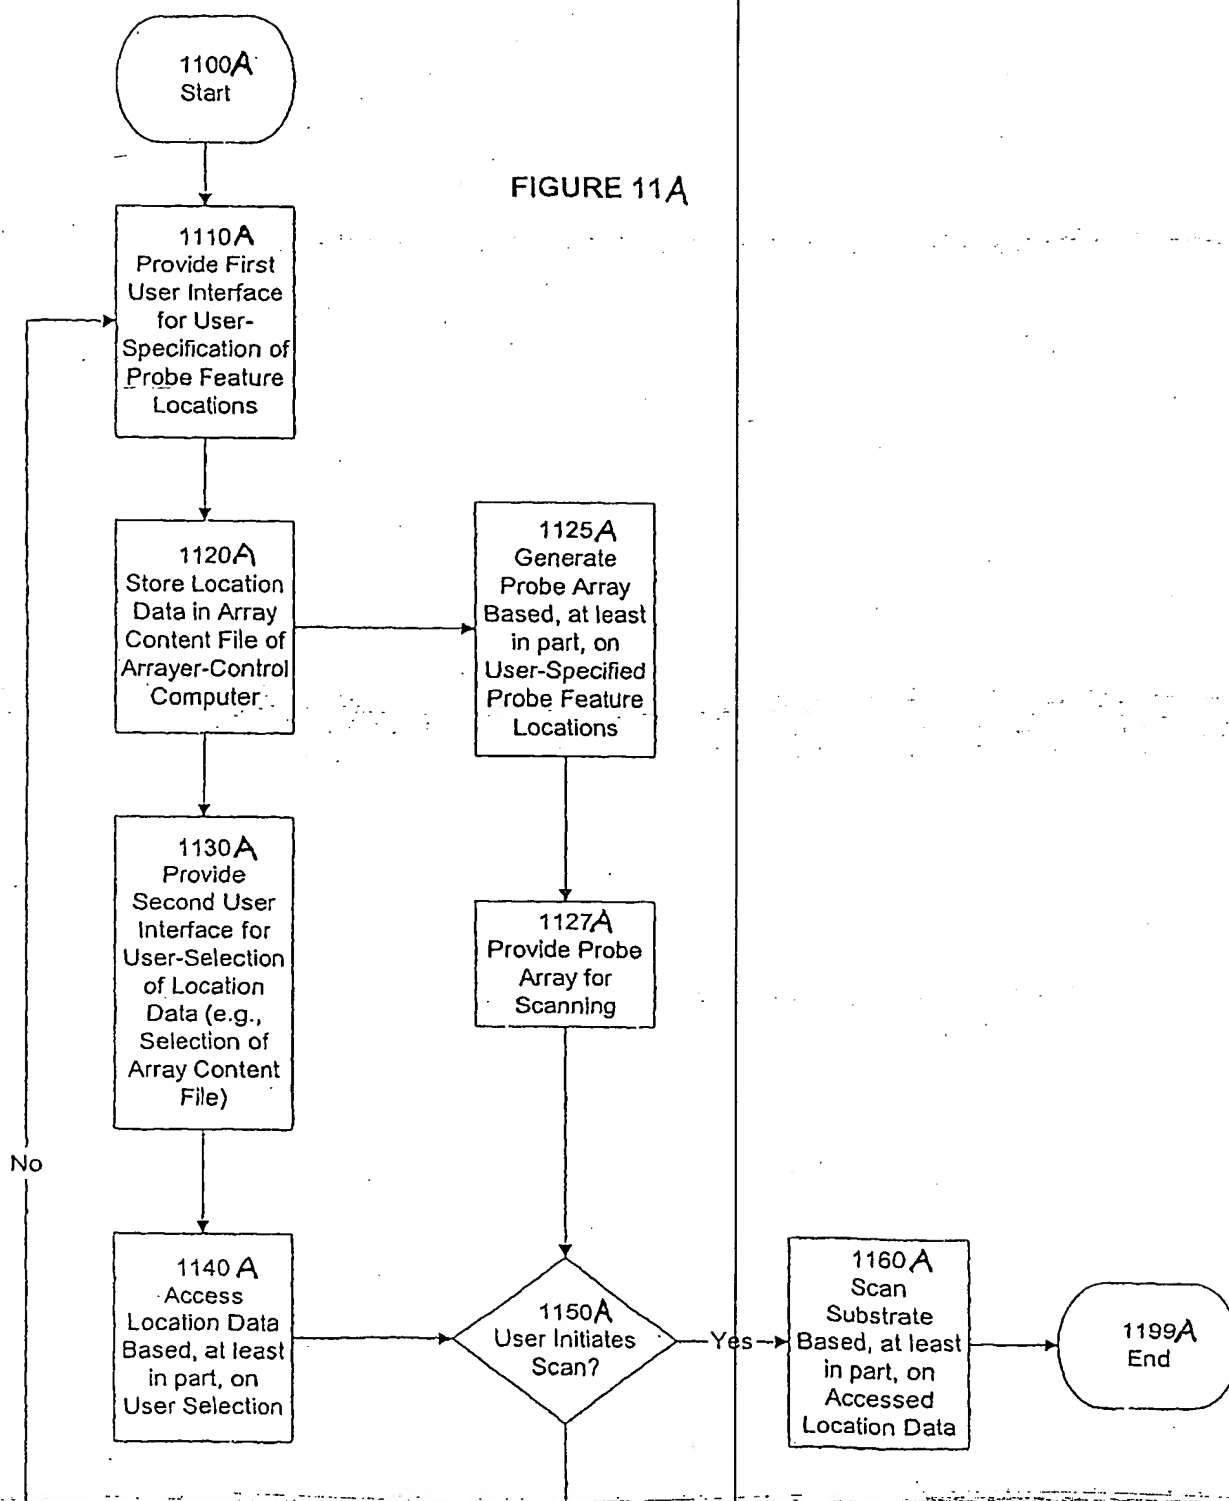 1100A
Start
FIGURE 11A
1110A
Provide First
User Interface
for User-
Specification of
Probe Feature
Locations
1120A
Store Location
Data in Array
Content File of
Arrayer-Control
Computer
1125A
Generate
Probe Array
Based, at least
in part, on
User-Specified
Probe Feature
Locations
1130A
Provide
Second User
Interface for
User-Selection
of Location
Data (e.g.,
Selection of
Array Content
File)
1127A
Provide Probe
Array for
Scanning
No
1140A
Access
Location Data
Based, at least
in part, on
User Selection
1150A
User Initiates
Scan?
Yes
1160A
Scan
Substrate
Based, at least
in part, on
Accessed
Location Data
1199A
End